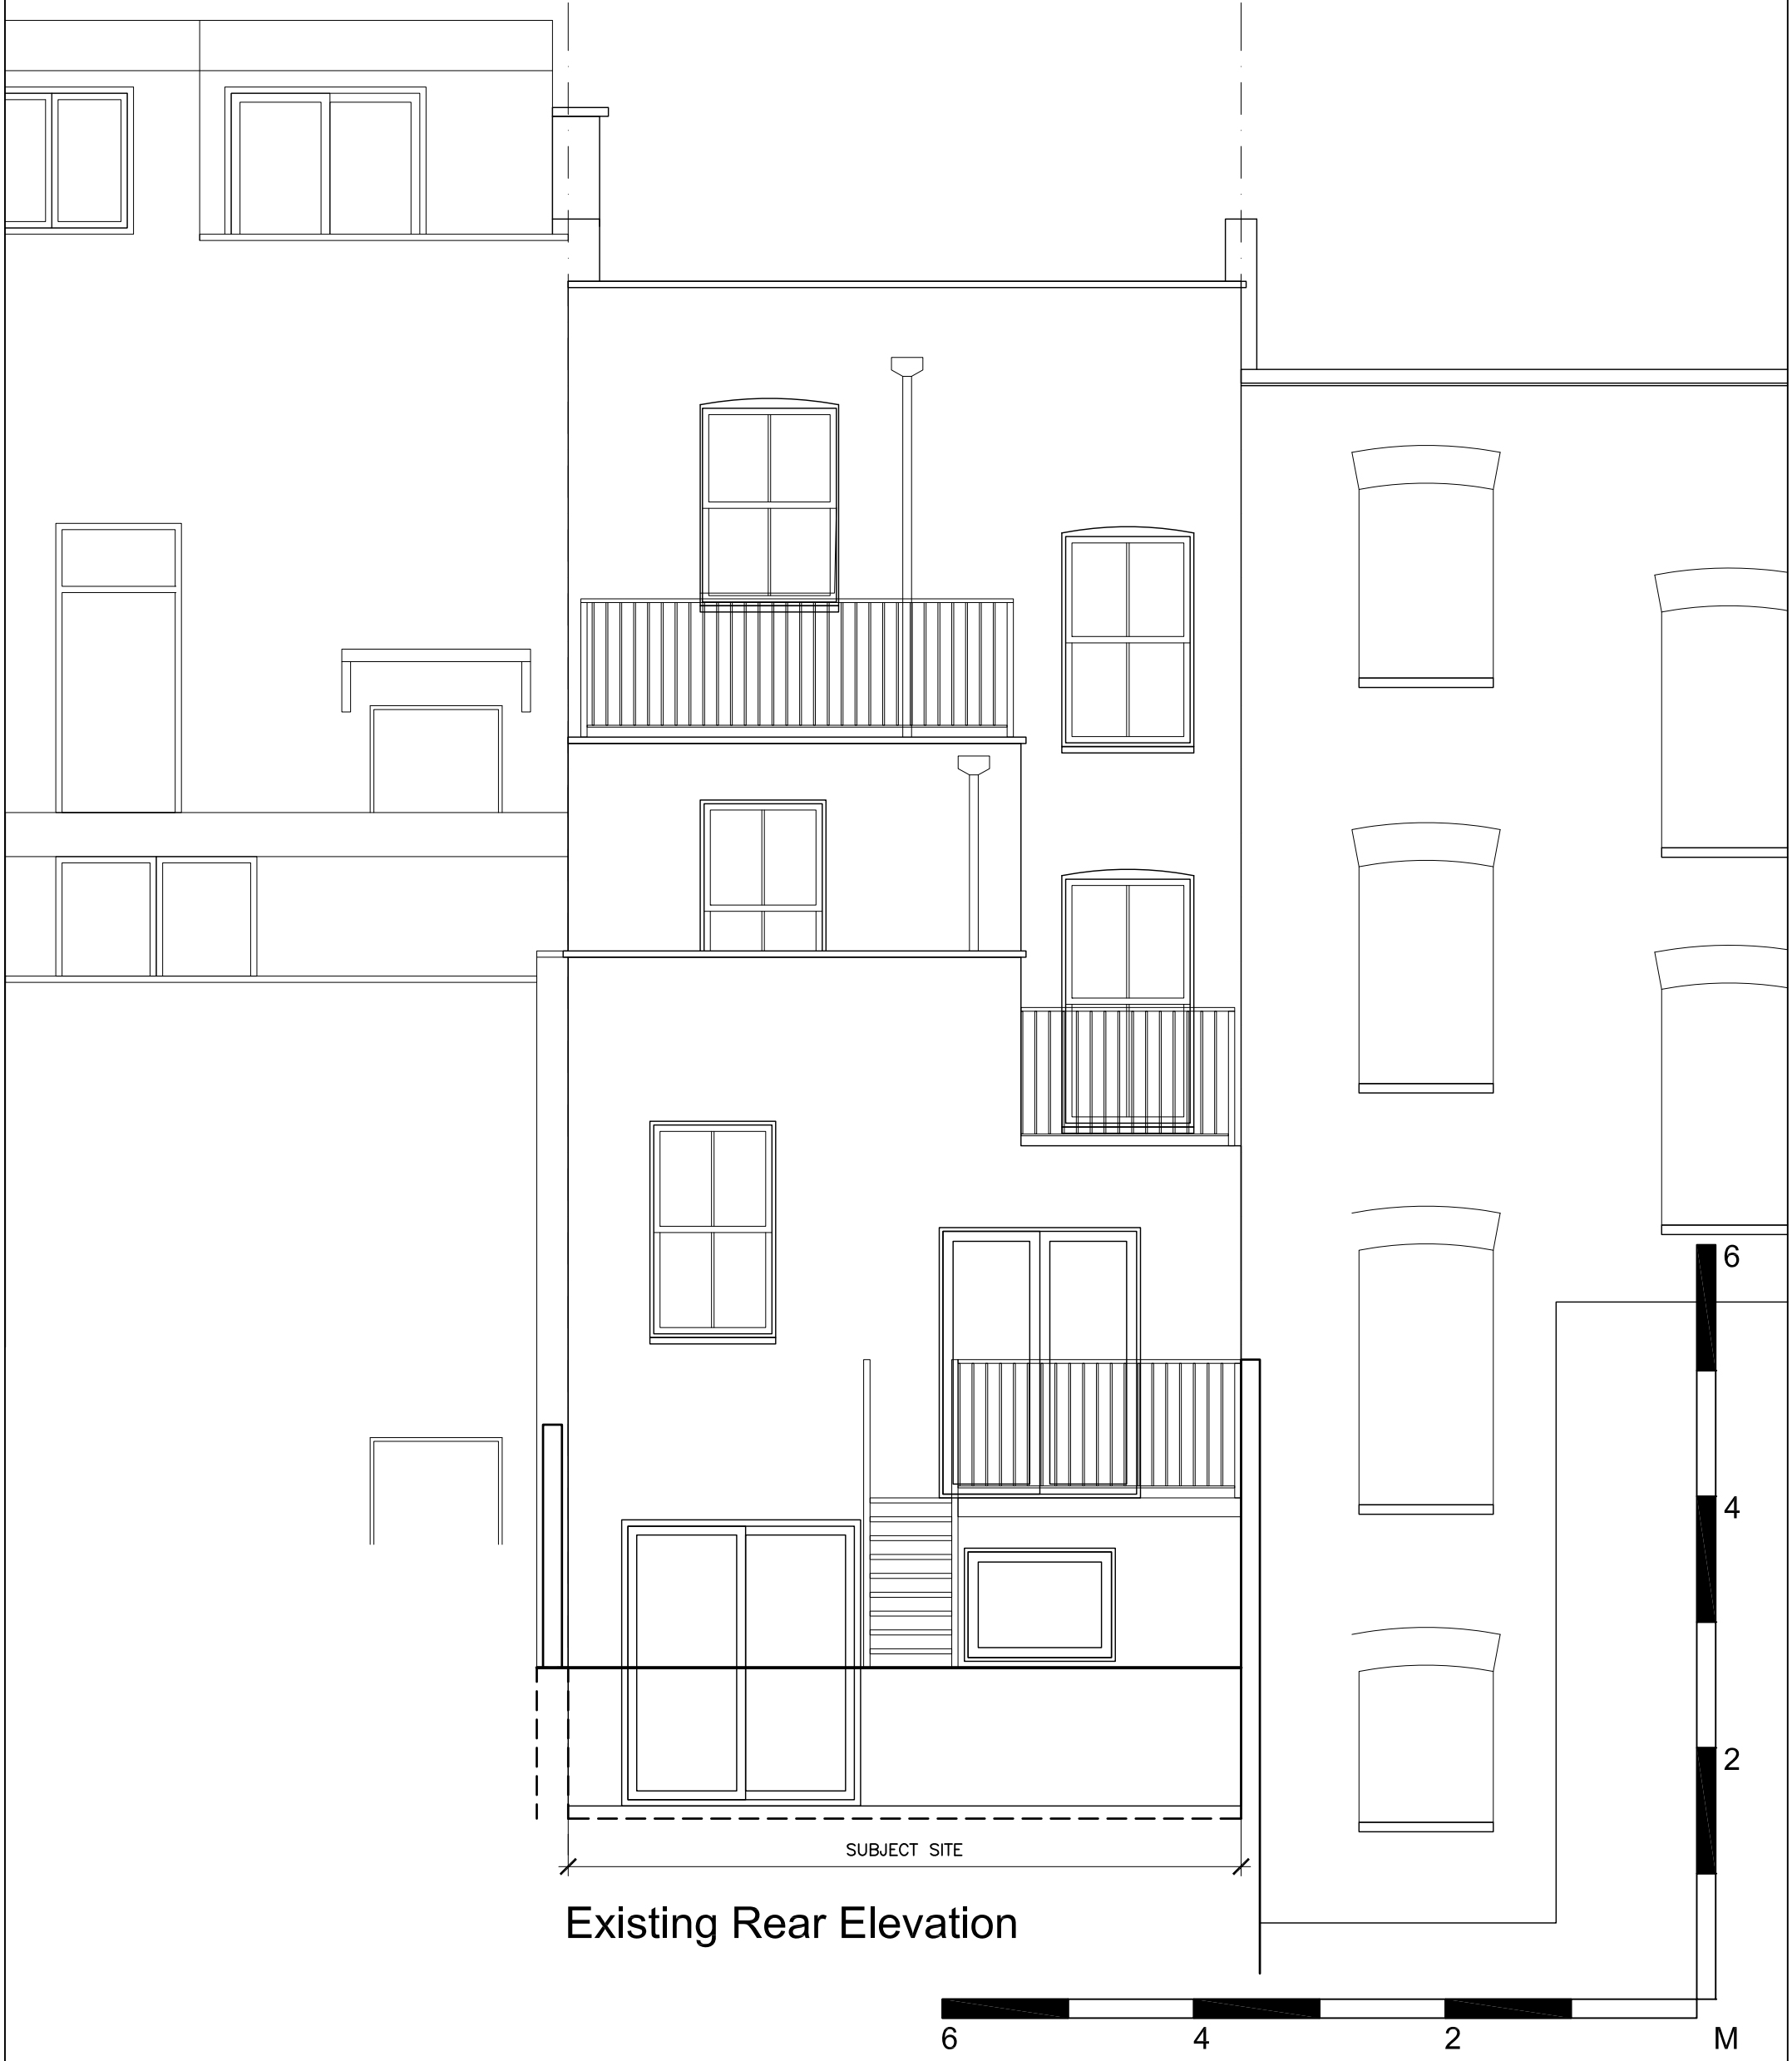 6
4
2
SUBJECT SITE
Existing Rear Elevation
6 4 2 M